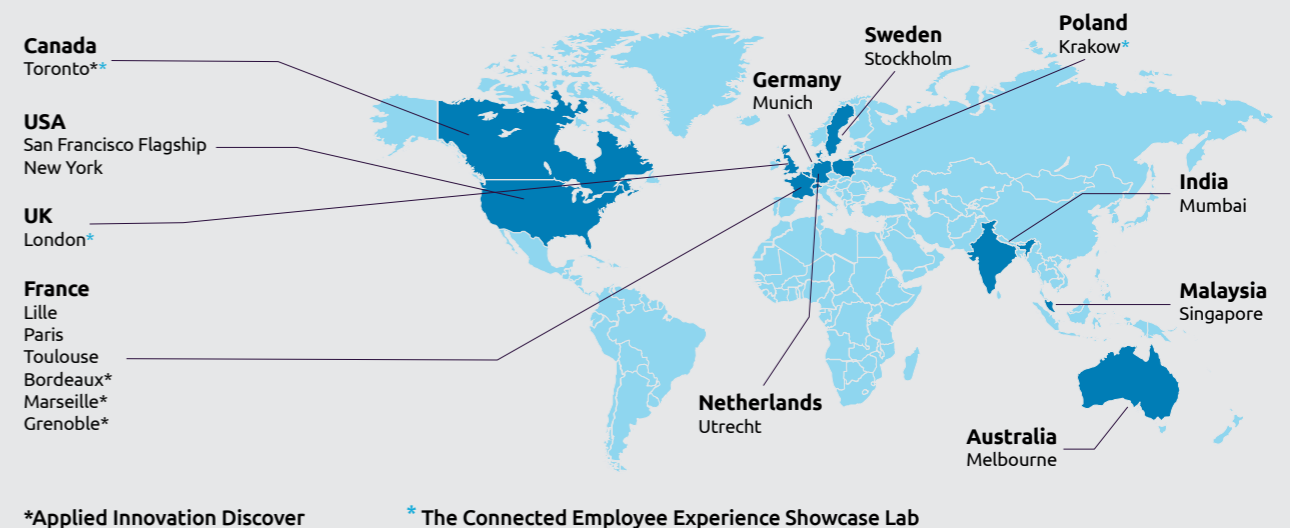 Canada
Toronto**
USA
San Francisco Flagship
New York
UK
London*
France
Lille
Paris
Toulouse
Bordeaux*
Marseille*
Grenoble*
Germany
Munich
Sweden
Stockholm
Poland
Krakow*
India
Mumbai
Malaysia
Singapore
Netherlands
Utrecht
Australia
Melbourne
*Applied Innovation Discover
* The Connected Employee Experience Showcase Lab